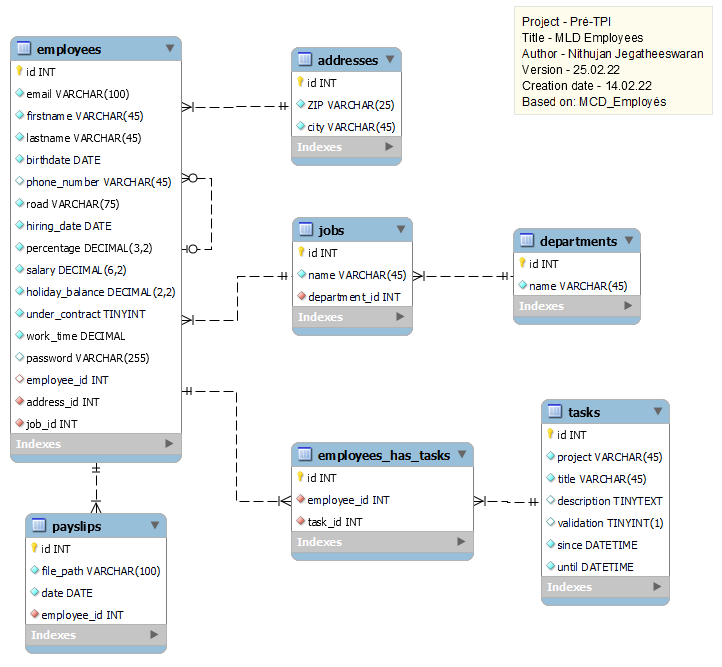 Project - Pré-TPI
Title - MLD Employees
Author - Nithujan Jegatheeswaran
Version - 25.02.22
Creation date - 14.02.22
Based on: MCD_Employés
employees
id INT
email VARCHAR(100)
firstname VARCHAR(45)
lastname VARCHAR(45)
birthdate DATE
phone_number VARCHAR(45)
road VARCHAR(75)
hiring_date DATE
percentage DECIMAL(3,2)
salary DECIMAL(6,2)
holiday_balance DECIMAL(2,2)
under_contract TINYINT
work_time DECIMAL
password VARCHAR(255)
employee_id INT
address_id INT
job_id INT
Indexes
addresses
id INT
ZIP VARCHAR(25)
city VARCHAR(45)
Indexes
jobs
id INT
name VARCHAR(45)
department_id INT
Indexes
departments
id INT
name VARCHAR(45)
Indexes
employees_has_tasks
id INT
employee_id INT
task_id INT
Indexes
tasks
id INT
project VARCHAR(45)
title VARCHAR(45)
description TINYTEXT
validation TINYINT(1)
since DATETIME
until DATETIME
Indexes
payslips
id INT
file_path VARCHAR(100)
date DATE
employee_id INT
Indexes